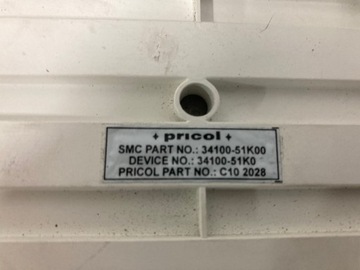 + pricol +
SMC PART NO.: 34100-51K00
DEVICE NO.: 34100-51K0
PRICOL PART NO.: C10 2028